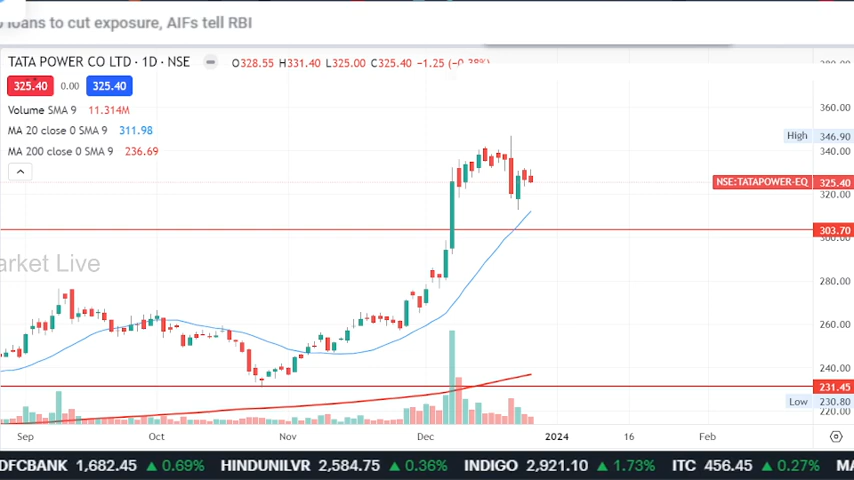 loans to cut exposure, AIFs tell RBI
TATA POWER CO LTD · 1D · NSE O328.55 H331.40 L325.00 C325.40 −1.25 (−0.38%)
325.40 0.00 325.40
Volume SMA 9 11.314M
MA 20 close 0 SMA 9 311.98
MA 200 close 0 SMA 9 236.69
360.00
High 346.90
340.00
NSE:TATAPOWER-EQ 325.40
320.00
303.70
300.00
arket Live
280.00
260.00
240.00
231.45
Low 230.80
220.00
Sep Oct Nov Dec 2024 16 Feb
DFCBANK 1,682.45 ▲ 0.69% HINDUNILVR 2,584.75 ▲ 0.36% INDIGO 2,921.10 ▲ 1.73% ITC 456.45 ▲ 0.27% MA